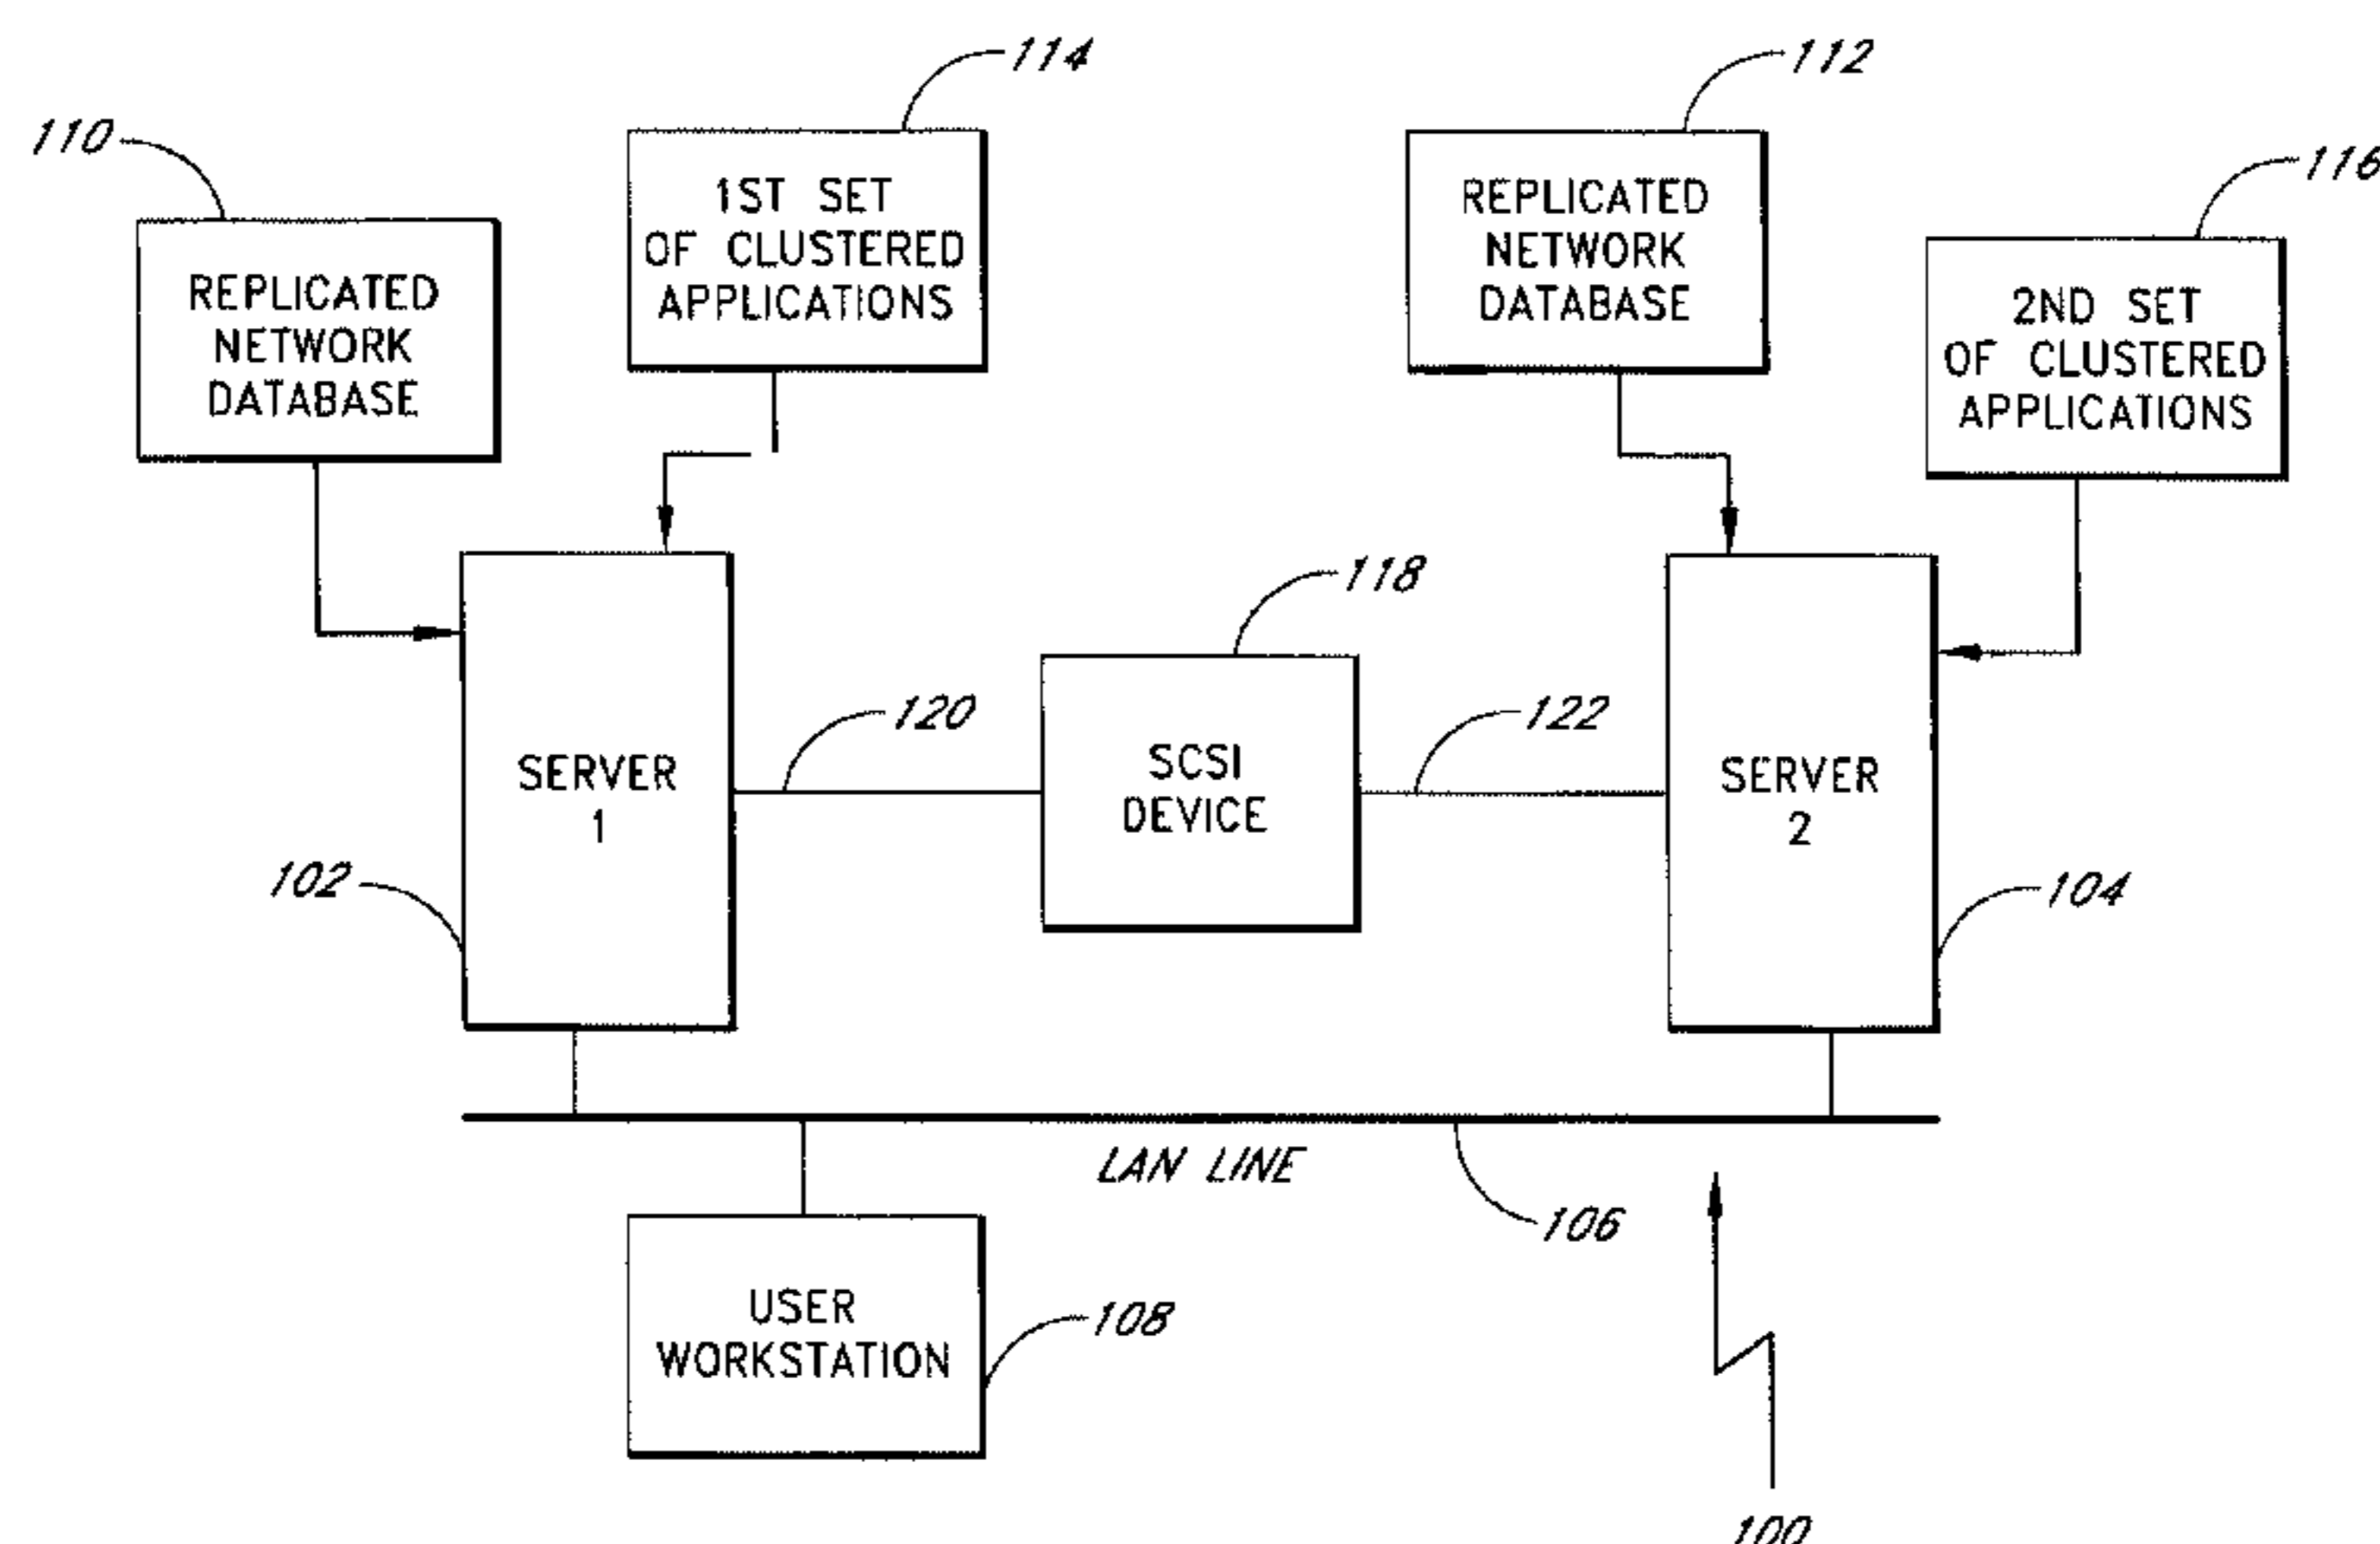 114
112
110
116
1ST SET
OF CLUSTERED
APPLICATIONS
REPLICATED
NETWORK
DATABASE
REPLICATED
NETWORK
DATABASE
2ND SET
OF CLUSTERED
APPLICATIONS
118
120
122
SERVER
1
SCSI
DEVICE
SERVER
2
102
104
LAN LINE
106
USER
WORKSTATION
108
100